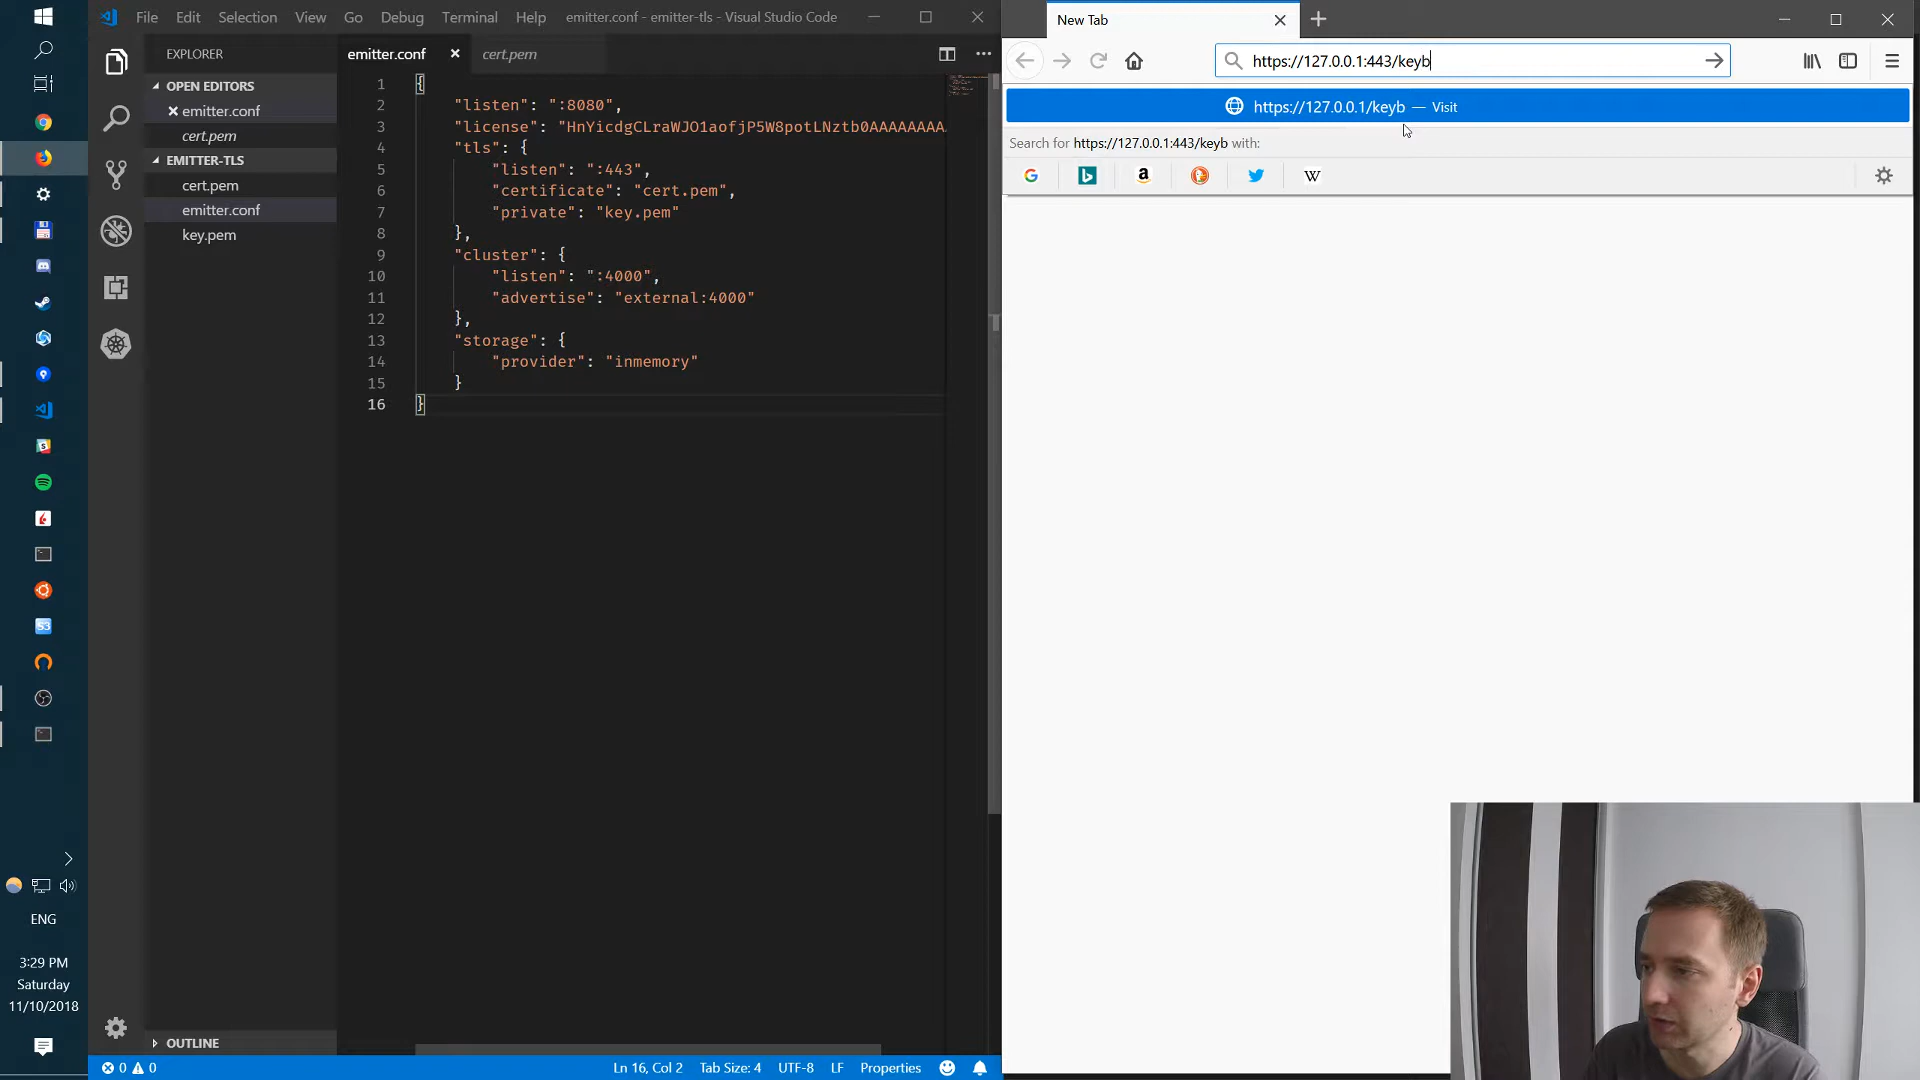 File Edit Selection View Go Debug Terminal Help emitter.conf - emitter-tls - Visual Studio Code
EXPLORER
OPEN EDITORS
emitter.conf
cert.pem
EMITTER-TLS
cert.pem
emitter.conf
key.pem
OUTLINE
emitter.conf cert.pem
1 {
2 "listen": ":8080",
3 "license": "HnYicdgCLraWJO1aofjP5W8potLNztb0AAAAAAAA
4 "tls": {
5 "listen": ":443",
6 "certificate": "cert.pem",
7 "private": "key.pem"
8 },
9 "cluster": {
10 "listen": ":4000",
11 "advertise": "external:4000"
12 },
13 "storage": {
14 "provider": "inmemory"
15 }
16 }
0 0 Ln 16, Col 2 Tab Size: 4 UTF-8 LF Properties
New Tab
https://127.0.0.1:443/keyb
https://127.0.0.1/keyb — Visit
Search for https://127.0.0.1:443/keyb with:
G b a W
S3
ENG
3:29 PM
Saturday
11/10/2018